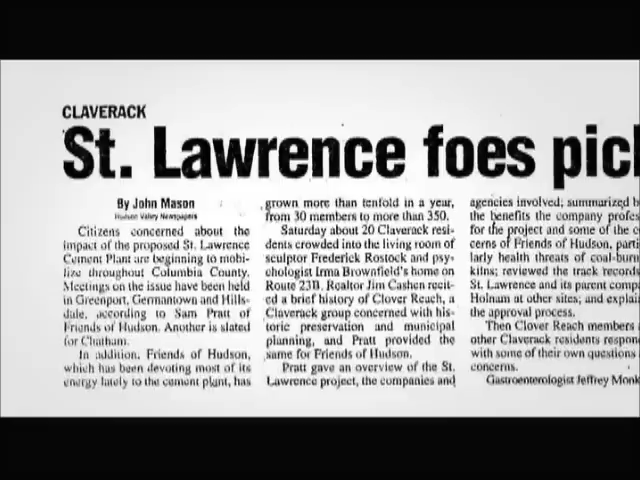 CLAVERACK
St. Lawrence foes pic
By John Mason
Hudson Valley Newspapers
Citizens concerned about the
impact of the proposed St. Lawrence
Cement Plant are beginning to mobi-
lize throughout Columbia County.
Meetings on the issue have been held
in Greenport, Germantown and Hills-
dale, according to Sam Pratt of
Friends of Hudson. Another is slated
for Chatham.
In addition, Friends of Hudson,
which has been devoting most of its
energy lately to the cement plant, has
grown more than tenfold in a year,
from 30 members to more than 350.
Saturday about 20 Claverack resi-
dents crowded into the living room of
sculptor Frederick Rostock and psy-
chologist Irma Brownfield's home on
Route 23B. Realtor Jim Cashen recit-
ed a brief history of Clover Reach, a
Claverack group concerned with his-
toric preservation and municipal
planning, and Pratt provided the
same for Friends of Hudson.
Pratt gave an overview of the St.
Lawrence project, the companies and
agencies involved; summarized
the benefits the company profes
for the project and some of the c
cerns of Friends of Hudson, parti
larly health threats of coal-burn
kilns; reviewed the track records
St. Lawrence and its parent compa
Holnam at other sites; and explai
the approval process.
Then Clover Reach members
other Claverack residents respon
with some of their own questions
concerns.
Gastroenterologist Jeffrey Monk